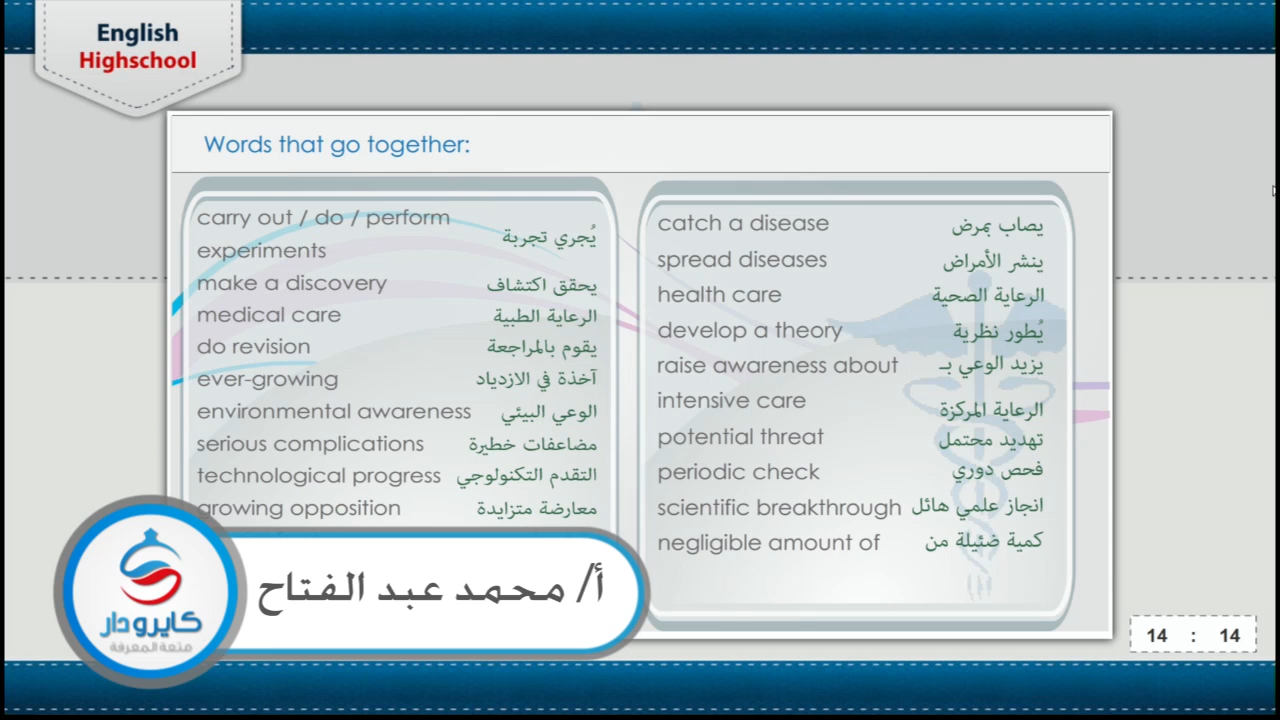 English
Highschool
Words that go together:
carry out / do / perform
experiments يُجري تجربة
make a discovery يحقق اكتشاف
medical care الرعاية الطبية
do revision يقوم بالمراجعة
ever-growing آخذة في الازدياد
environmental awareness الوعي البيئي
serious complications مضاعفات خطيرة
technological progress التقدم التكنولوجي
growing opposition معارضة متزايدة
catch a disease يصاب بمرض
spread diseases ينشر الأمراض
health care الرعاية الصحية
develop a theory يُطور نظرية
raise awareness about يزيد الوعي بـ
intensive care الرعاية المركزة
potential threat تهديد محتمل
periodic check فحص دوري
scientific breakthrough انجاز علمي هائل
negligible amount of كمية ضئيلة من
أ/ محمد عبد الفتاح
كايرودار
متعة المعرفة
14 : 14